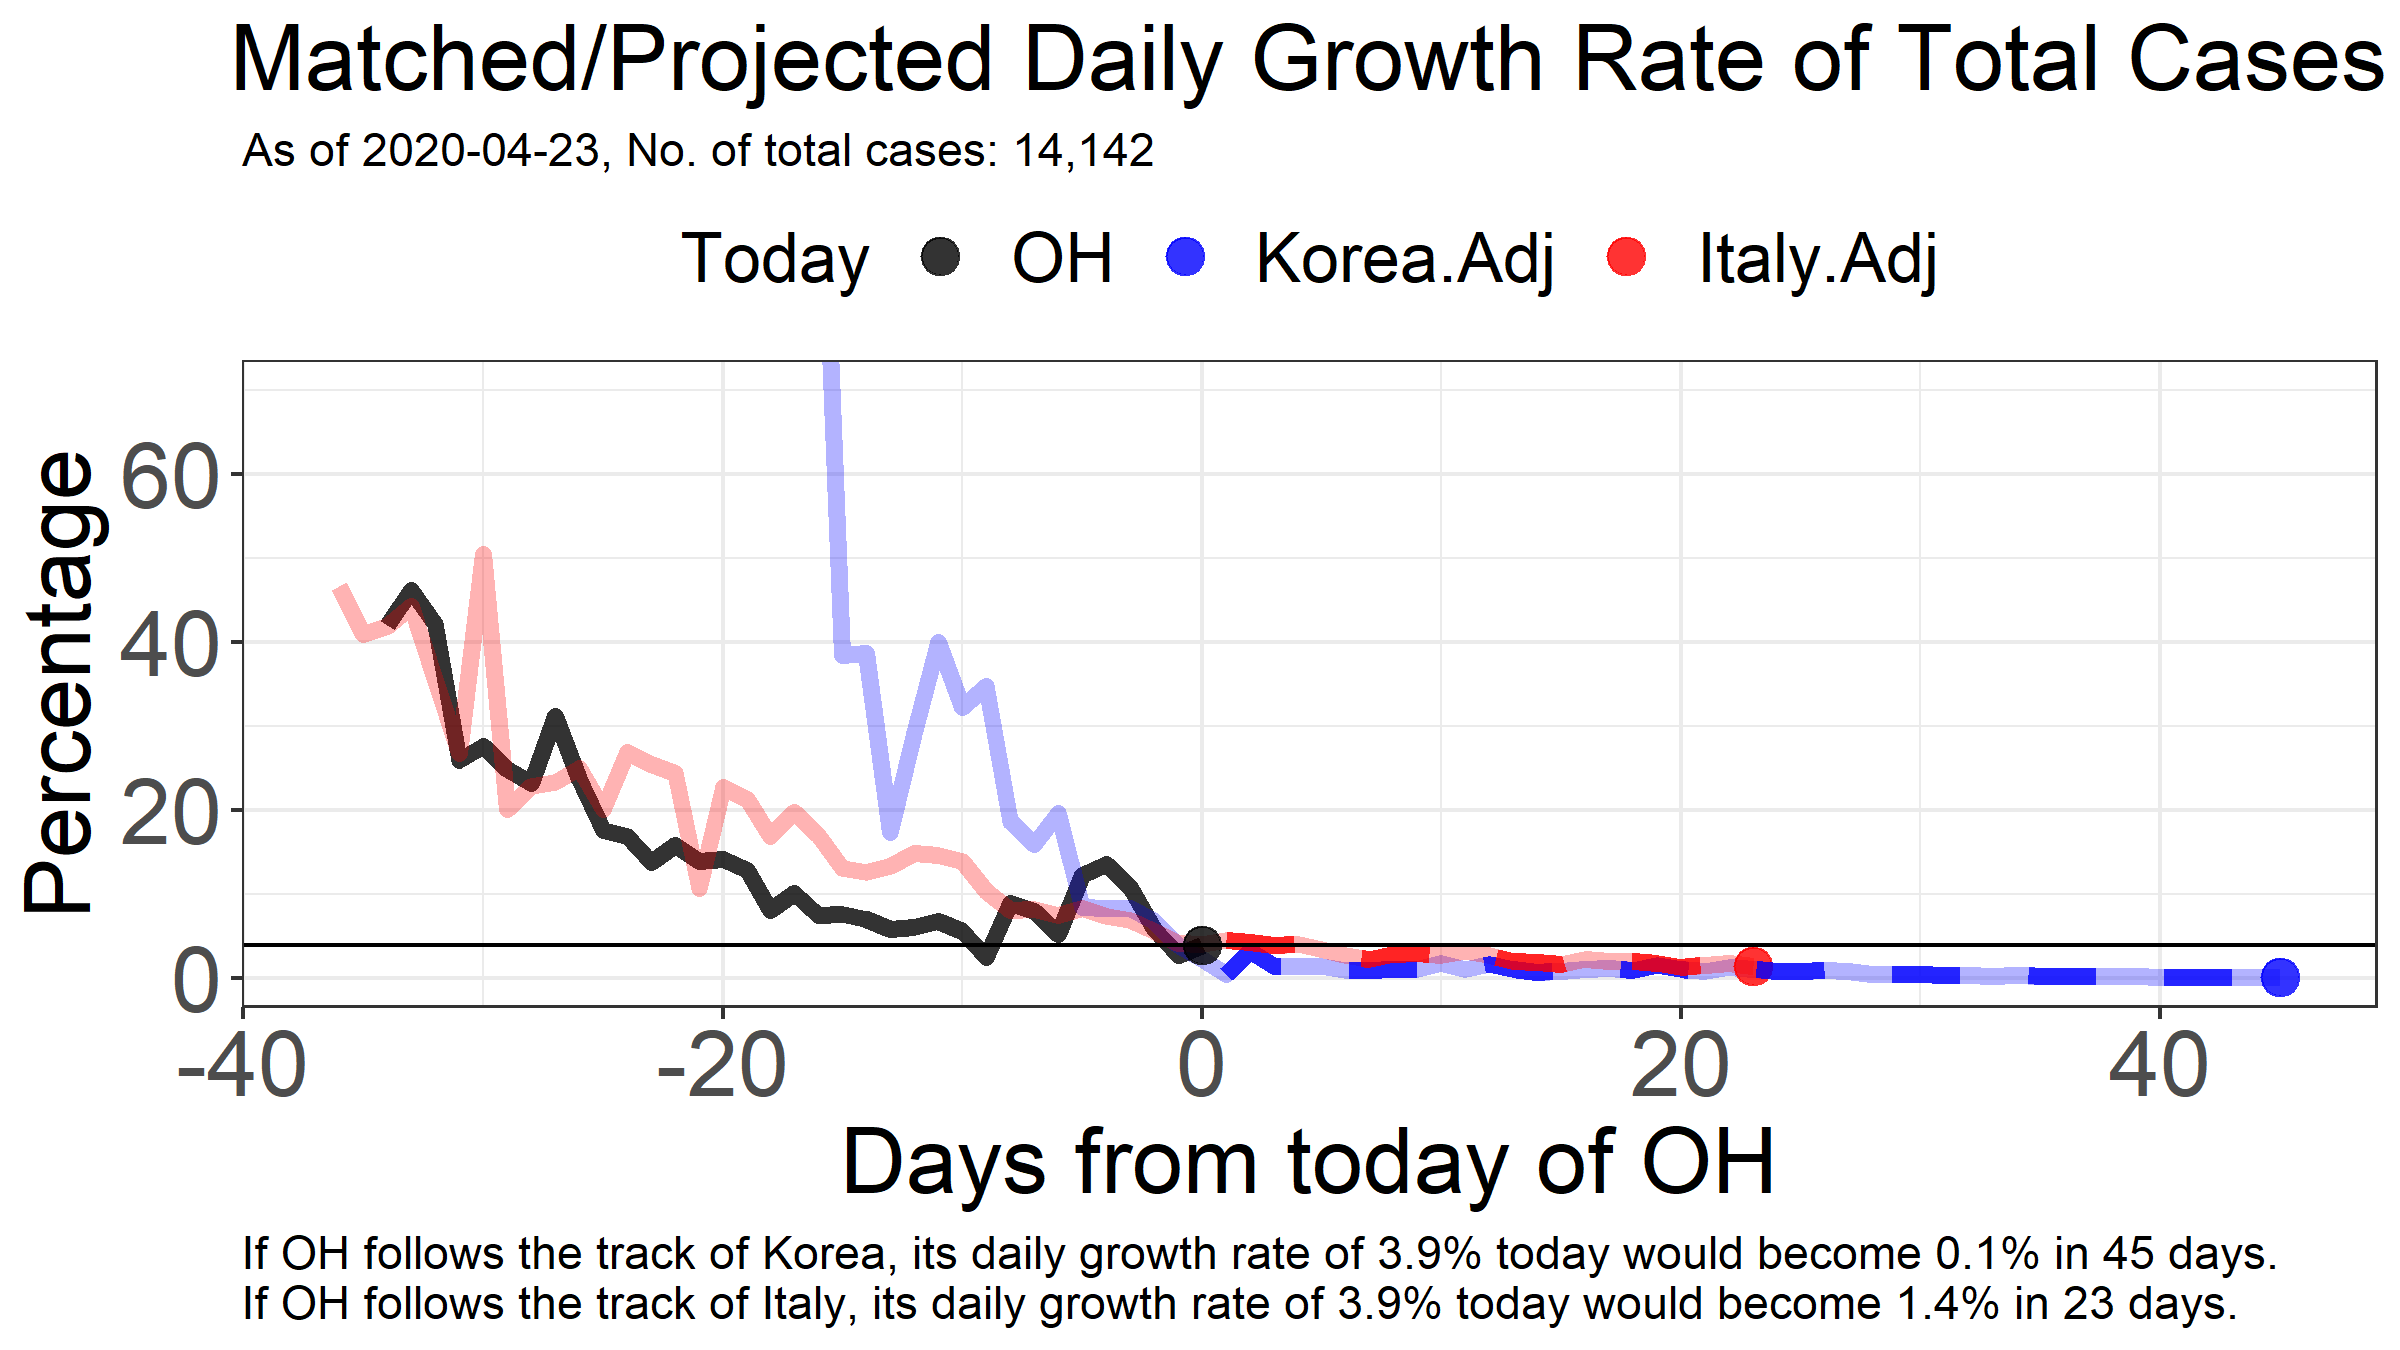 Matched/Projected Daily Growth Rate of Total Cases
As of 2020-04-23, No. of total cases: 14,142
Today OH Korea.Adj Italy.Adj
Percentage
60
40
20
0
-40 -20 0 20 40
Days from today of OH
If OH follows the track of Korea, its daily growth rate of 3.9% today would become 0.1% in 45 days.
If OH follows the track of Italy, its daily growth rate of 3.9% today would become 1.4% in 23 days.